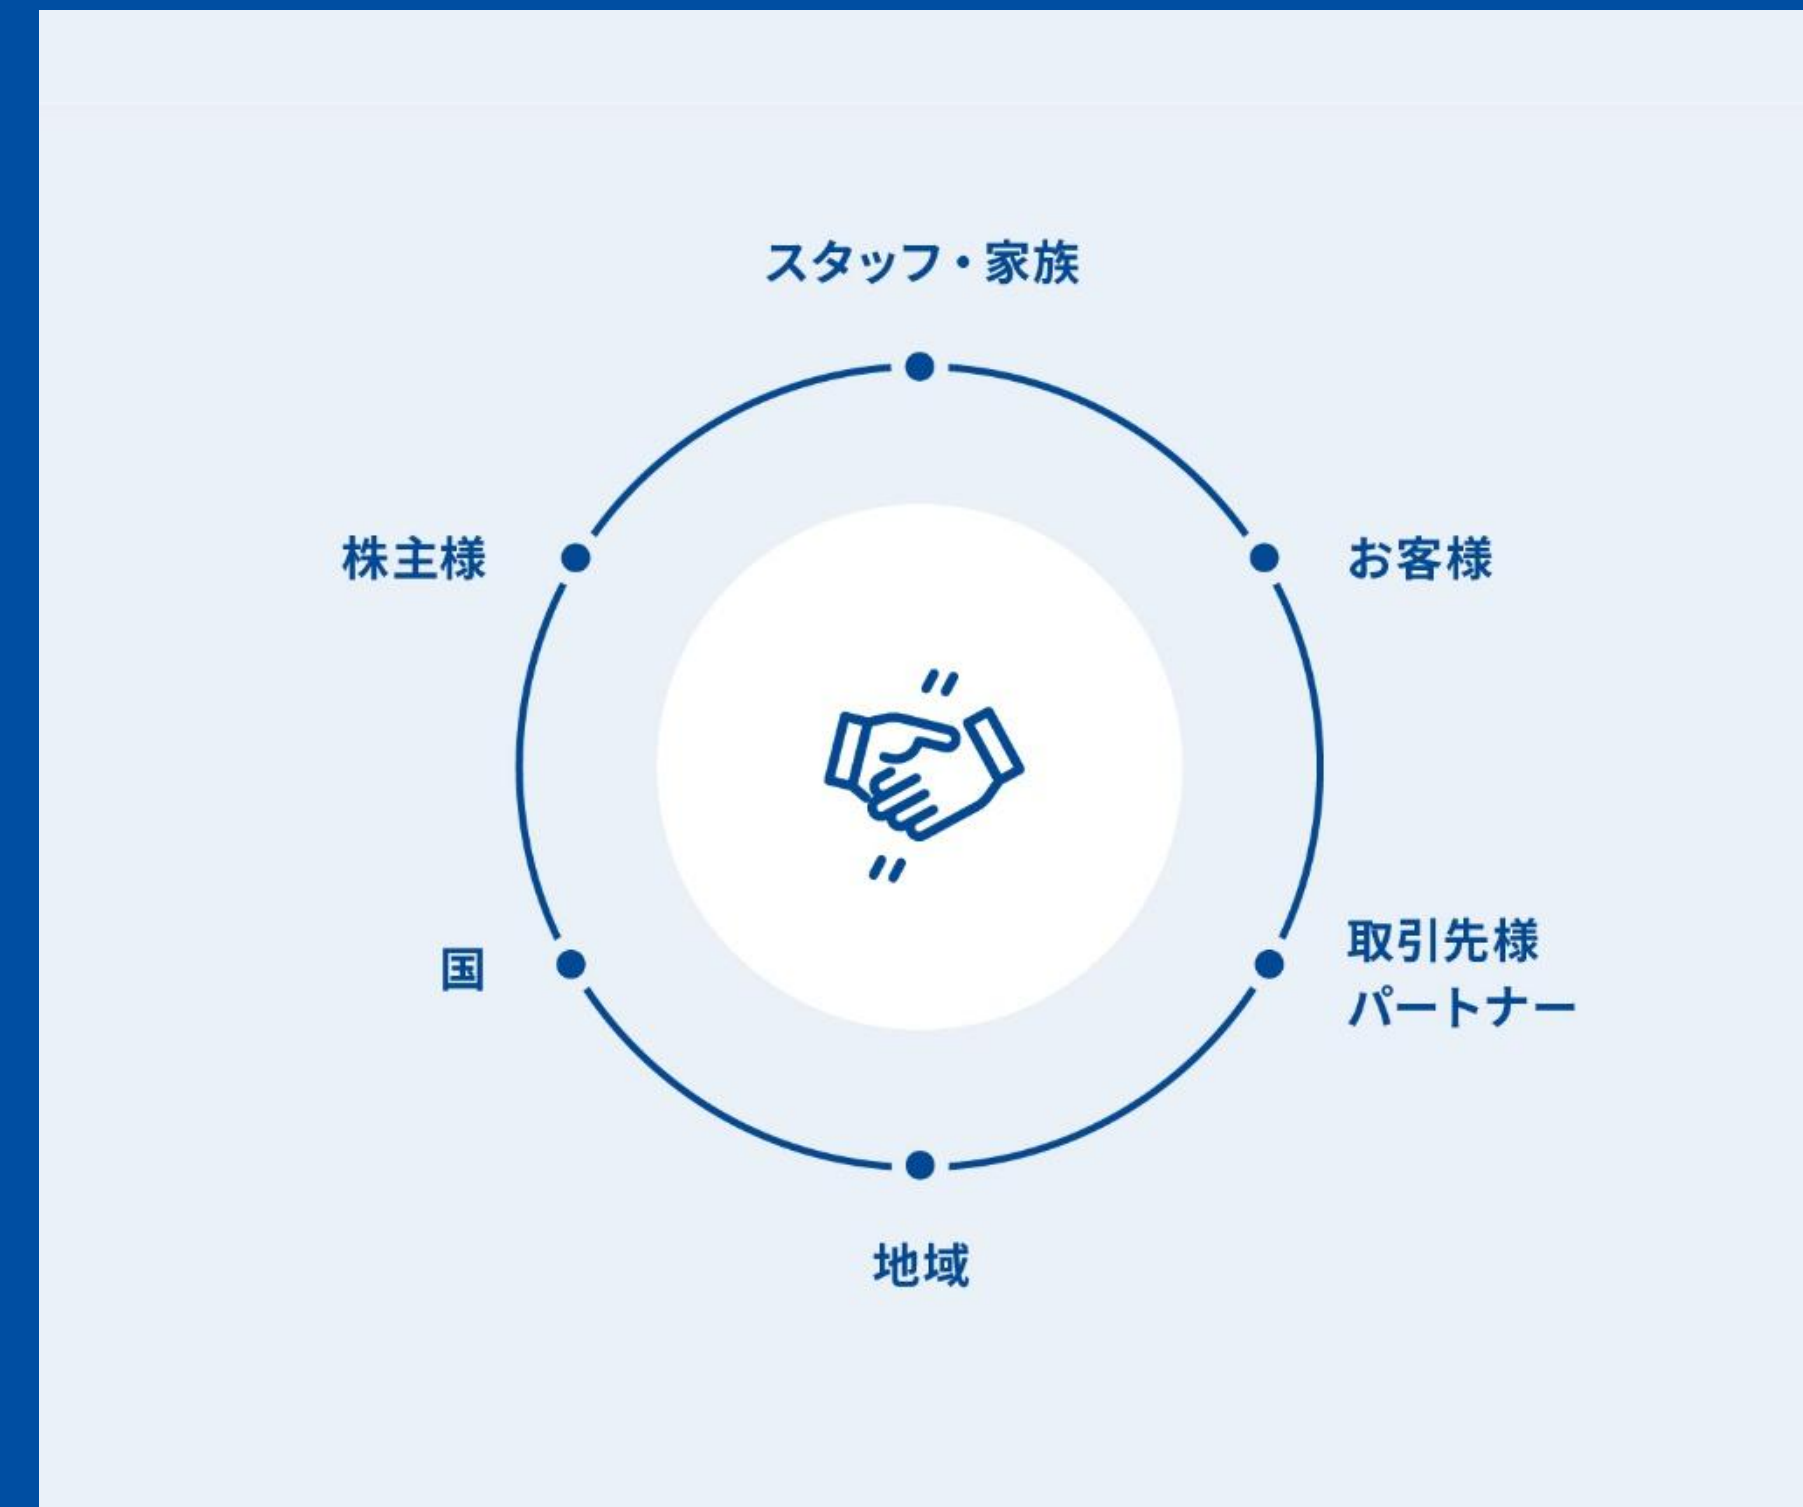 スタッフ・家族
株主様
お客様
国
取引先様
パートナー
地域